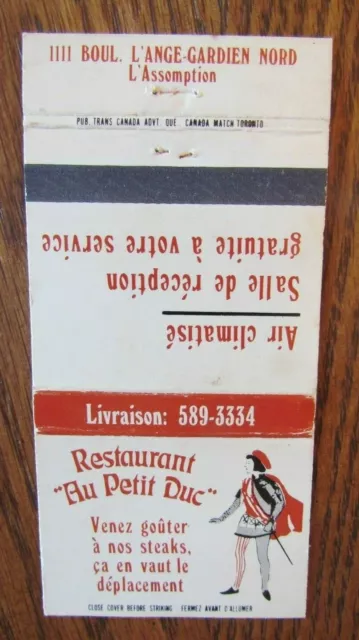 1111 BOUL. L'ANGE-GARDIEN NORD
L'Assomption
PUB. TRANS CANADA ADVT. QUE. CANADA MATCH TORONTO
Air climatisé
Salle de réception
gratuite à votre service
Livraison: 589-3334
Restaurant
"Au Petit Duc"
Venez goûter
à nos steaks,
ça en vaut le
déplacement
CLOSE COVER BEFORE STRIKING FERMEZ AVANT D'ALLUMER